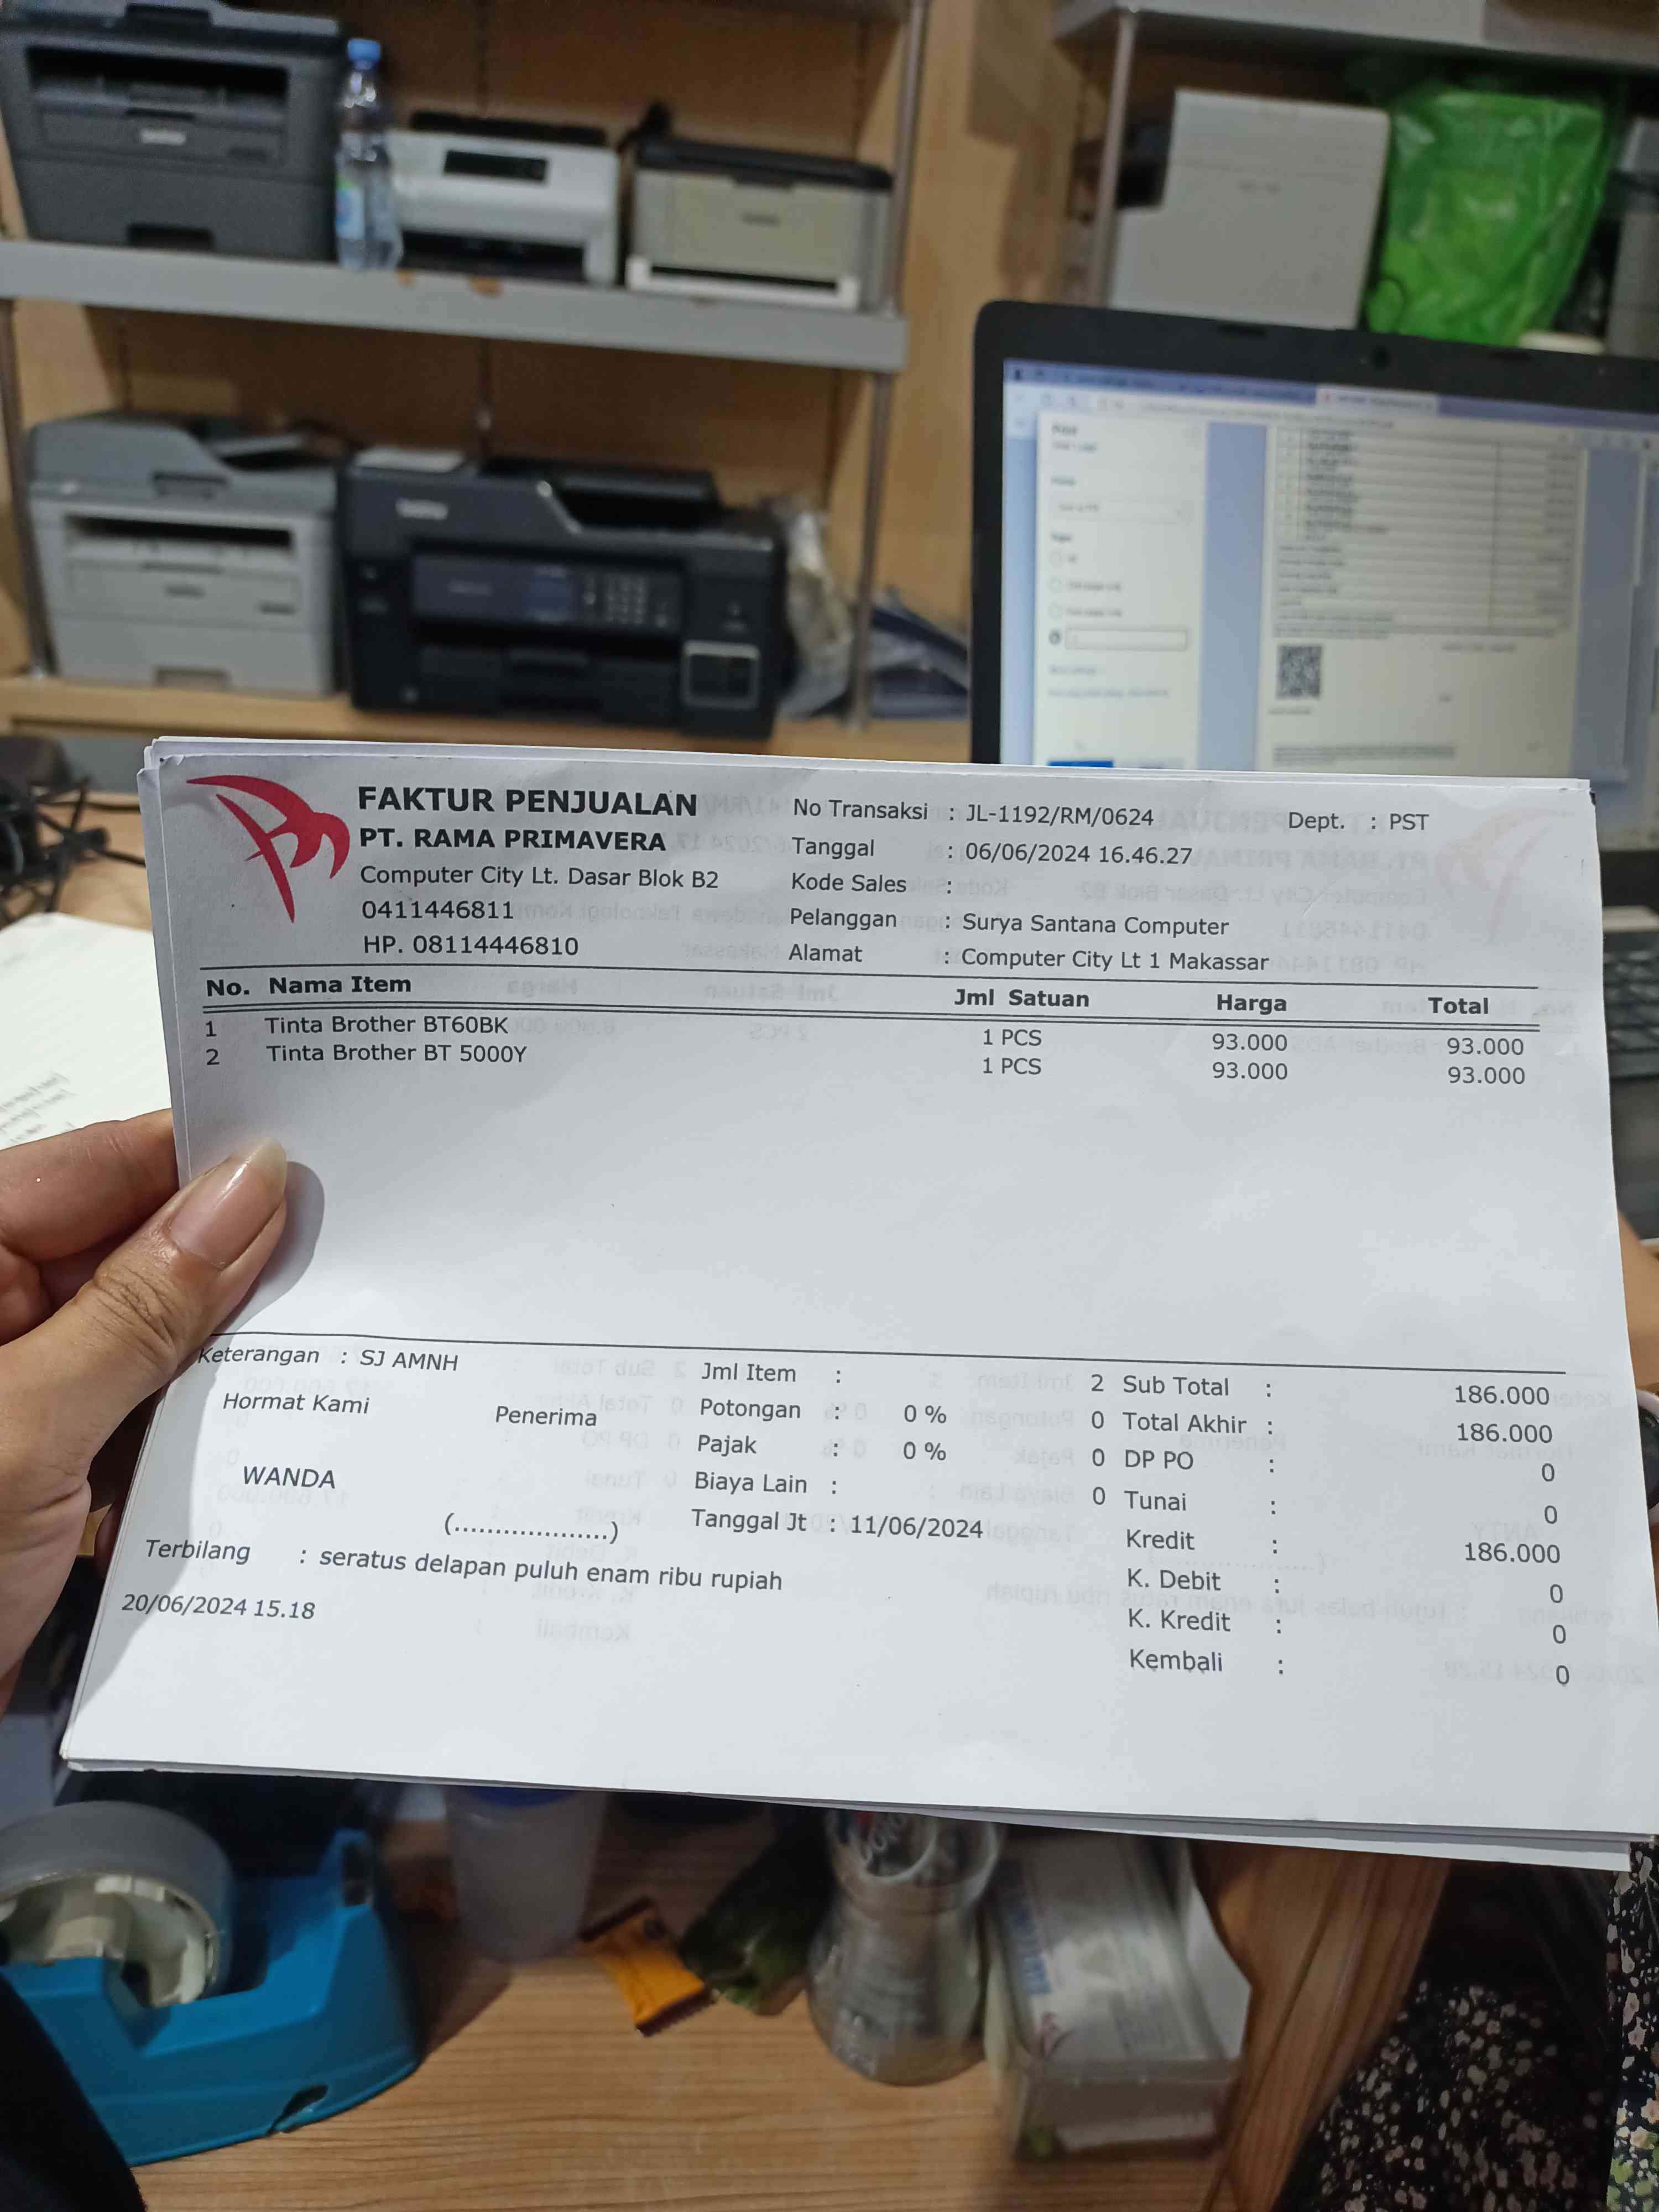 FAKTUR PENJUALAN
PT. RAMA PRIMAVERA
Computer City Lt. Dasar Blok B2
0411446811
HP. 08114446810
No Transaksi : JL-1192/RM/0624 Dept. : PST
Tanggal : 06/06/2024 16.46.27
Kode Sales :
Pelanggan : Surya Santana Computer
Alamat : Computer City Lt 1 Makassar
No. Nama Item Jml Satuan Harga Total
1 Tinta Brother BT60BK 1 PCS 93.000 93.000
2 Tinta Brother BT 5000Y 1 PCS 93.000 93.000
Keterangan : SJ AMNH
Hormat Kami Penerima
WANDA
(...................)
Jml Item : 2
Potongan : 0 % 0
Pajak : 0 % 0
Biaya Lain : 0
Tanggal Jt : 11/06/2024
Sub Total : 186.000
Total Akhir : 186.000
DP PO : 0
Tunai : 0
Kredit : 186.000
K. Debit : 0
K. Kredit : 0
Kembali : 0
Terbilang : seratus delapan puluh enam ribu rupiah
20/06/2024 15.18